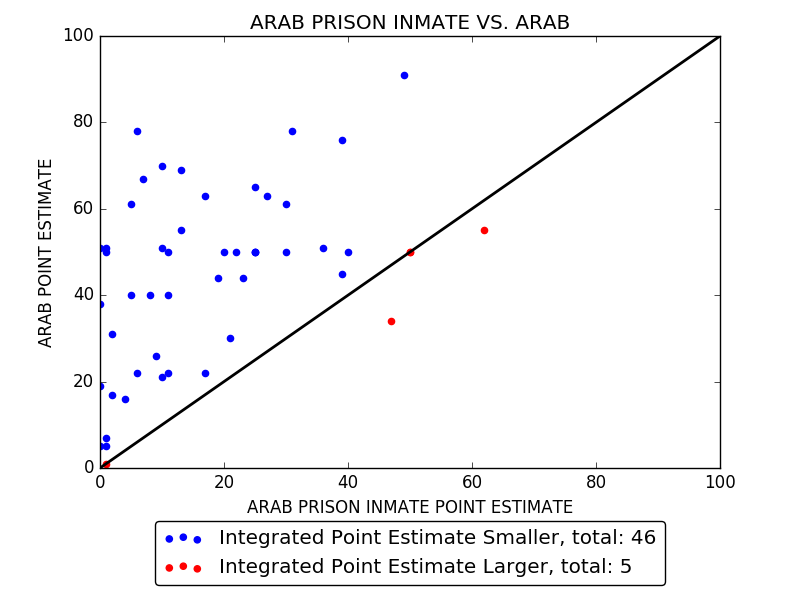 ARAB PRISON INMATE VS. ARAB
100
80
60
40
20
0
ARAB POINT ESTIMATE
0 20 40 60 80 100
ARAB PRISON INMATE POINT ESTIMATE
Integrated Point Estimate Smaller, total: 46
Integrated Point Estimate Larger, total: 5